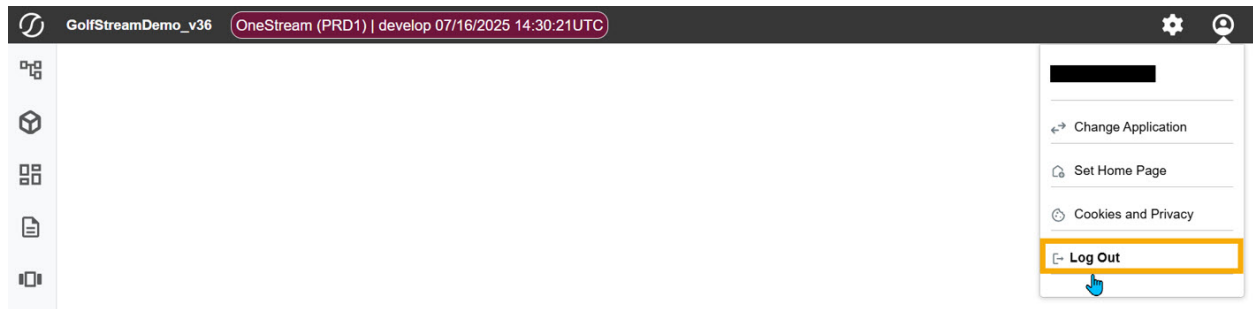 GolfStreamDemo_v36 OneStream (PRD1) | develop 07/16/2025 14:30:21UTC
Change Application
Set Home Page
Cookies and Privacy
Log Out